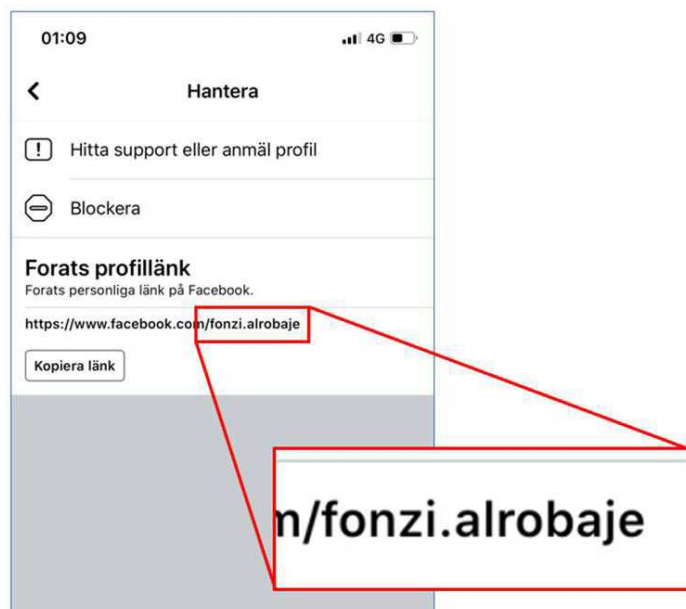 01:09
4G
Hantera
Hitta support eller anmäl profil
Blockera
Forats profillänk
Forats personliga länk på Facebook.
https://www.facebook.com/fonzi.alrobaje
Kopiera länk
m/fonzi.alrobaje